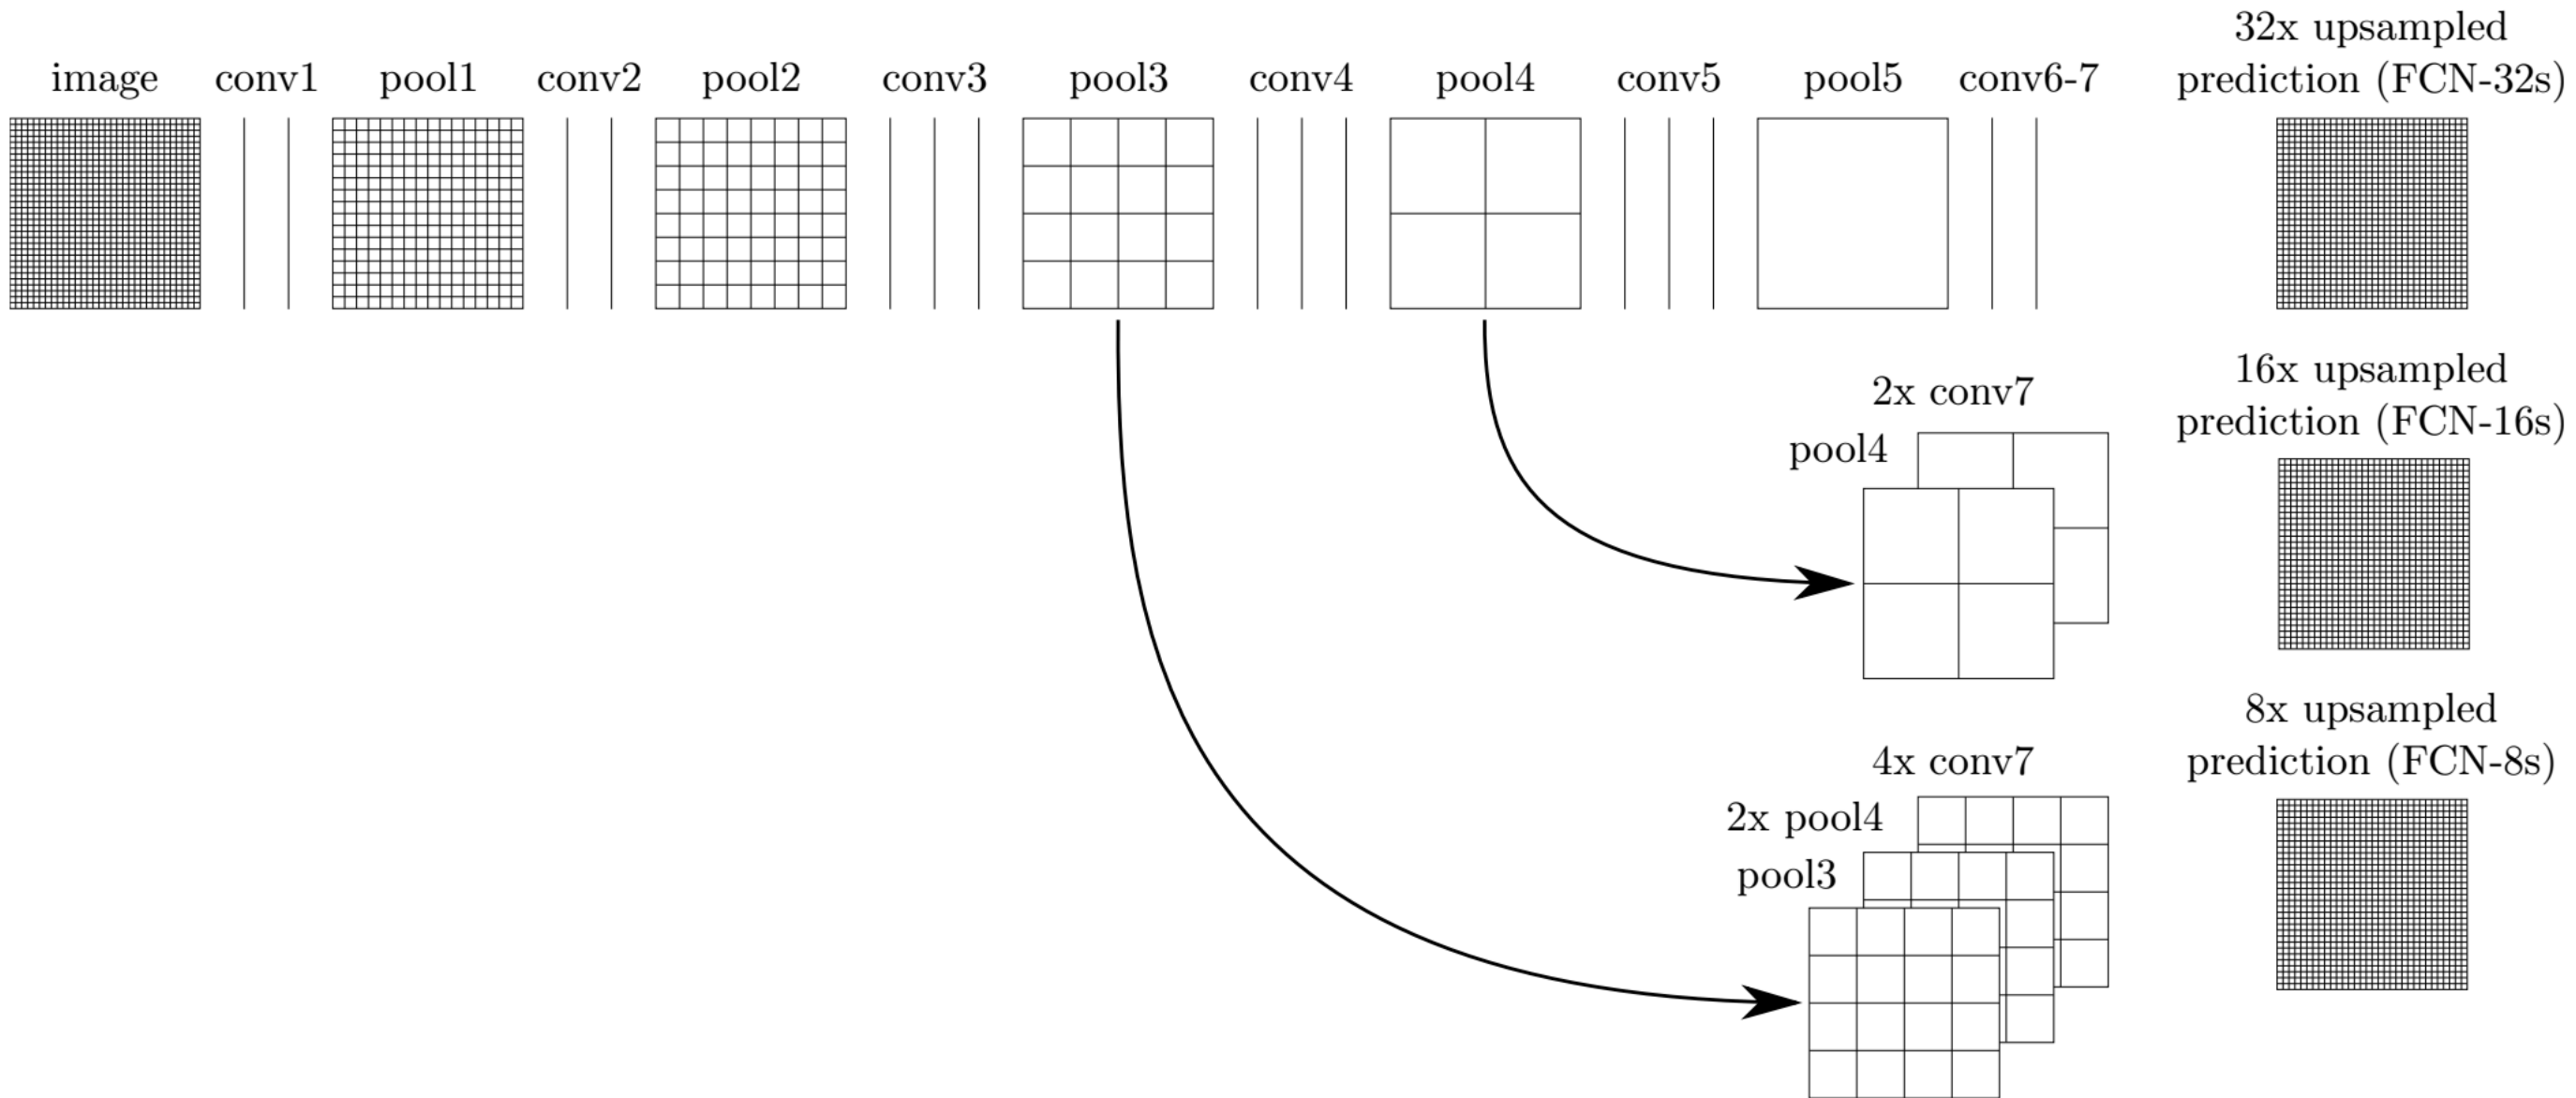 image
conv1
pool1
conv2
pool2
conv3
pool3
conv4
pool4
conv5
pool5
conv6-7
32x upsampled
prediction (FCN-32s)
2x conv7
pool4
16x upsampled
prediction (FCN-16s)
4x conv7
2x pool4
pool3
8x upsampled
prediction (FCN-8s)